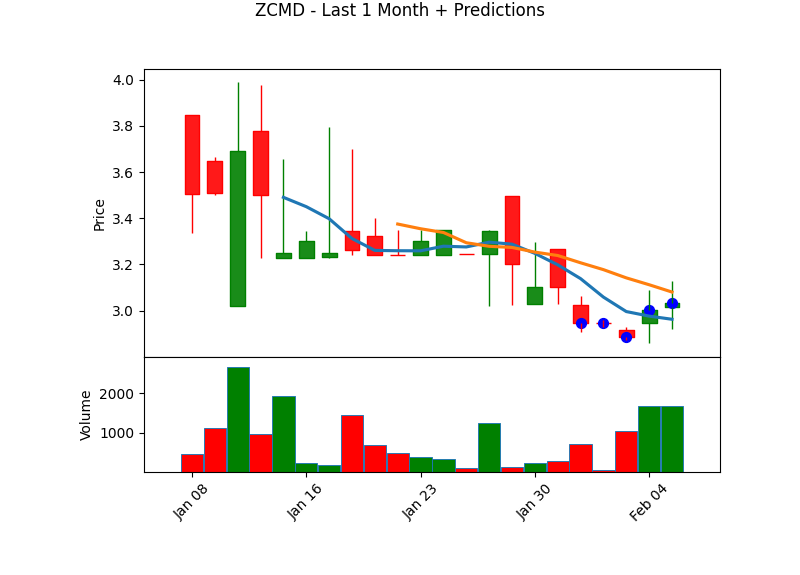 ZCMD - Last 1 Month + Predictions
4.0
3.8
3.6
3.4
3.2
3.0
Price
2000
1000
Volume
Jan 08
Jan 16
Jan 23
Jan 30
Feb 04